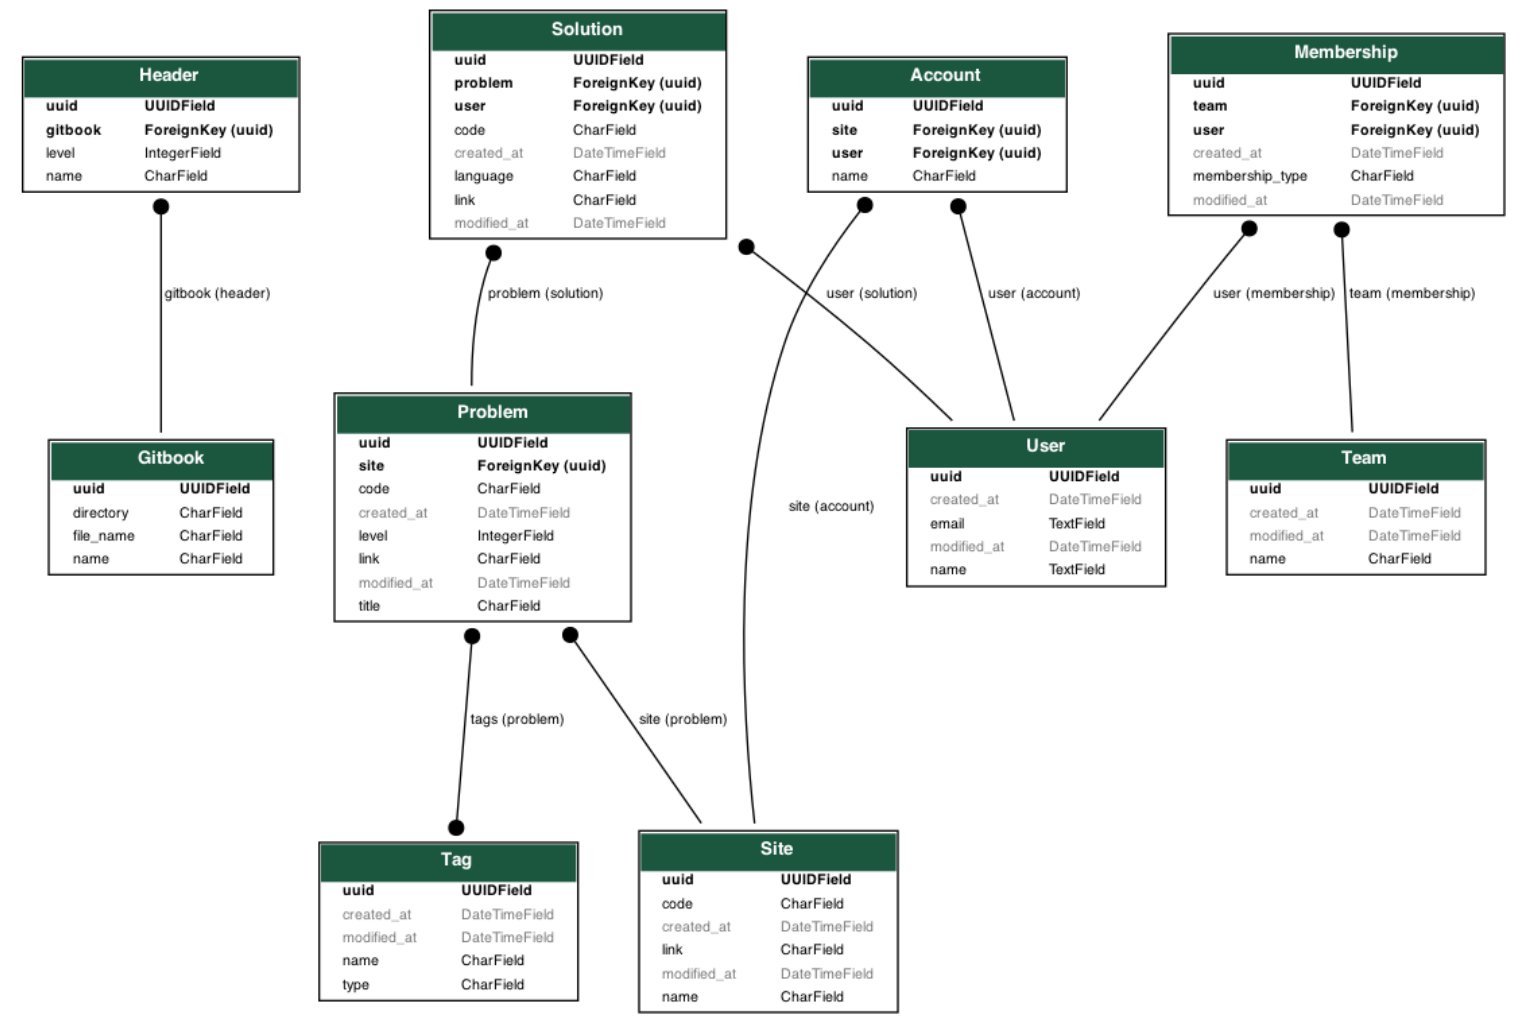 Header
uuid UUIDField
gitbook ForeignKey (uuid)
level IntegerField
name CharField
Solution
uuid UUIDField
problem ForeignKey (uuid)
user ForeignKey (uuid)
code CharField
created_at DateTimeField
language CharField
link CharField
modified_at DateTimeField
Account
uuid UUIDField
site ForeignKey (uuid)
user ForeignKey (uuid)
name CharField
Membership
uuid UUIDField
team ForeignKey (uuid)
user ForeignKey (uuid)
created_at DateTimeField
membership_type CharField
modified_at DateTimeField
gitbook (header)
problem (solution)
user (solution)
user (account)
user (membership)
team (membership)
Gitbook
uuid UUIDField
directory CharField
file_name CharField
name CharField
Problem
uuid UUIDField
site ForeignKey (uuid)
code CharField
created_at DateTimeField
level IntegerField
link CharField
modified_at DateTimeField
title CharField
site (account)
User
uuid UUIDField
created_at DateTimeField
email TextField
modified_at DateTimeField
name TextField
Team
uuid UUIDField
created_at DateTimeField
modified_at DateTimeField
name CharField
tags (problem)
site (problem)
Tag
uuid UUIDField
created_at DateTimeField
modified_at DateTimeField
name CharField
type CharField
Site
uuid UUIDField
code CharField
created_at DateTimeField
link CharField
modified_at DateTimeField
name CharField